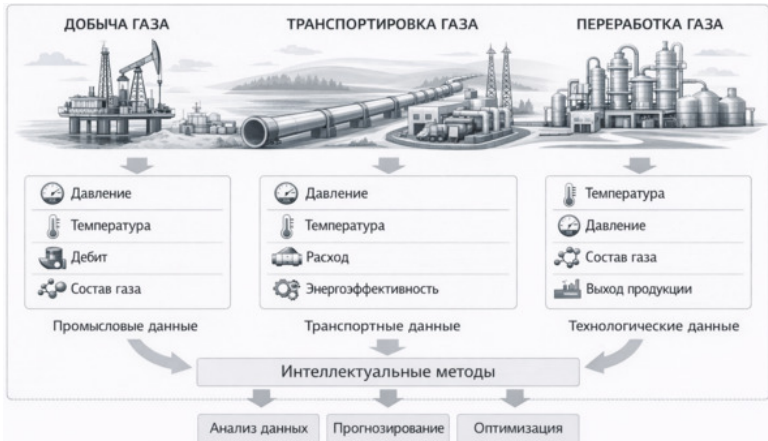 ДОБЫЧА ГАЗА
ТРАНСПОРТИРОВКА ГАЗА
ПЕРЕРАБОТКА ГАЗА
Давление
Температура
Дебит
Состав газа
Промысловые данные
Давление
Температура
Расход
Энергоэффективность
Транспортные данные
Температура
Давление
Состав газа
Выход продукции
Технологические данные
Интеллектуальные методы
Анализ данных
Прогнозирование
Оптимизация